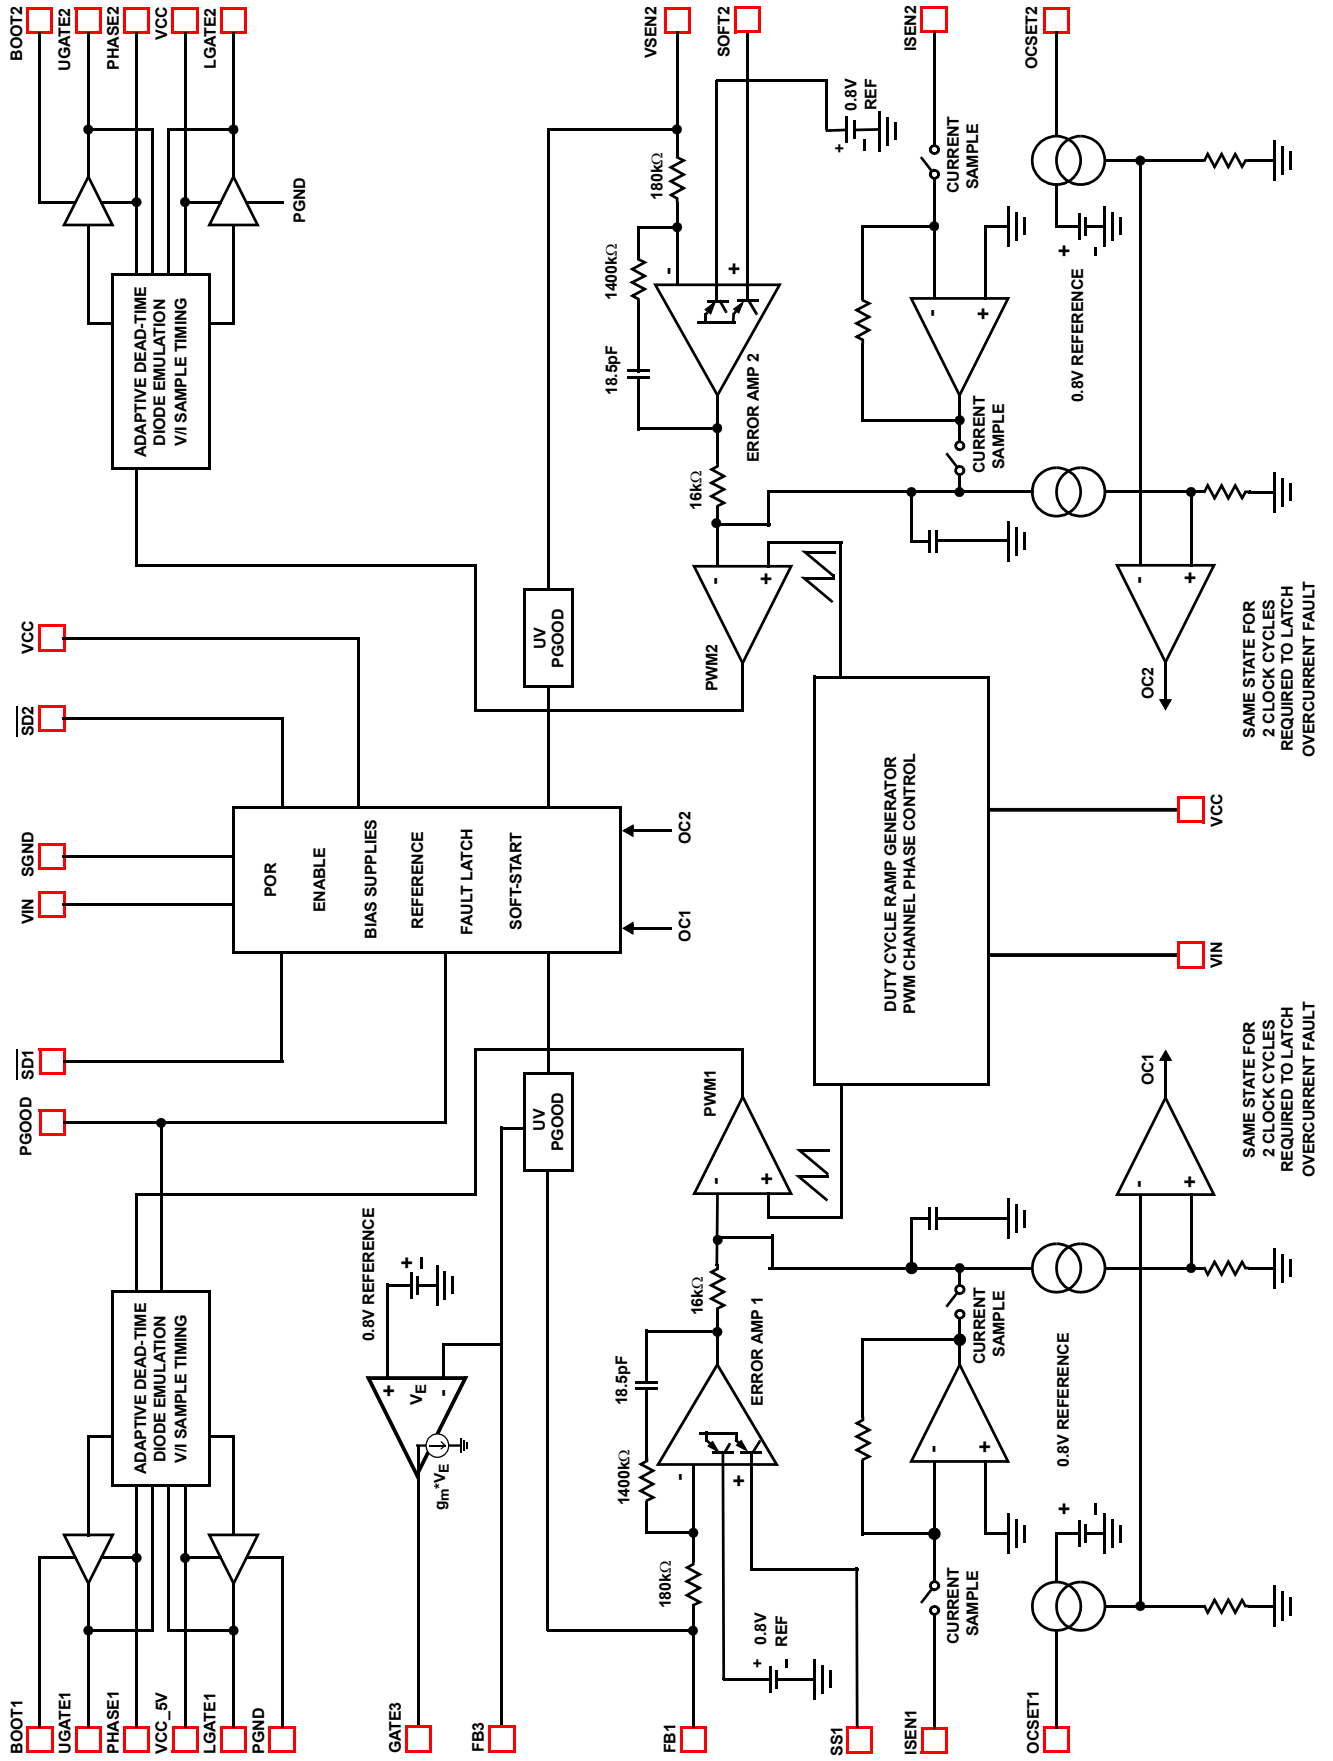 BOOT1
UGATE1
PHASE1
VCC_5V
LGATE1
PGND
ADAPTIVE DEAD-TIME
DIODE EMULATION
V/I SAMPLE TIMING
PGOOD
SD1
VIN
SGND
SD2
VCC
POR
ENABLE
BIAS SUPPLIES
REFERENCE
FAULT LATCH
SOFT-START
OC1
OC2
ADAPTIVE DEAD-TIME
DIODE EMULATION
V/I SAMPLE TIMING
BOOT2
UGATE2
PHASE2
VCC
LGATE2
PGND
GATE3
FB3
gm*VE
VE
+
-
0.8V REFERENCE
+
-
UV
PGOOD
UV
PGOOD
FB1
180kΩ
1400kΩ
18.5pF
16kΩ
-
+
ERROR AMP 1
0.8V
REF
+
-
SS1
PWM1
-
+
DUTY CYCLE RAMP GENERATOR
PWM CHANNEL PHASE CONTROL
VIN
VCC
PWM2
-
+
16kΩ
18.5pF
1400kΩ
180kΩ
-
+
ERROR AMP 2
VSEN2
SOFT2
0.8V
REF
+
-
ISEN1
CURRENT
SAMPLE
-
+
CURRENT
SAMPLE
CURRENT
SAMPLE
-
+
CURRENT
SAMPLE
ISEN2
OCSET1
+
-
0.8V REFERENCE
0.8V REFERENCE
+
-
OCSET2
-
+
OC1
SAME STATE FOR
2 CLOCK CYCLES
REQUIRED TO LATCH
OVERCURRENT FAULT
-
+
OC2
SAME STATE FOR
2 CLOCK CYCLES
REQUIRED TO LATCH
OVERCURRENT FAULT